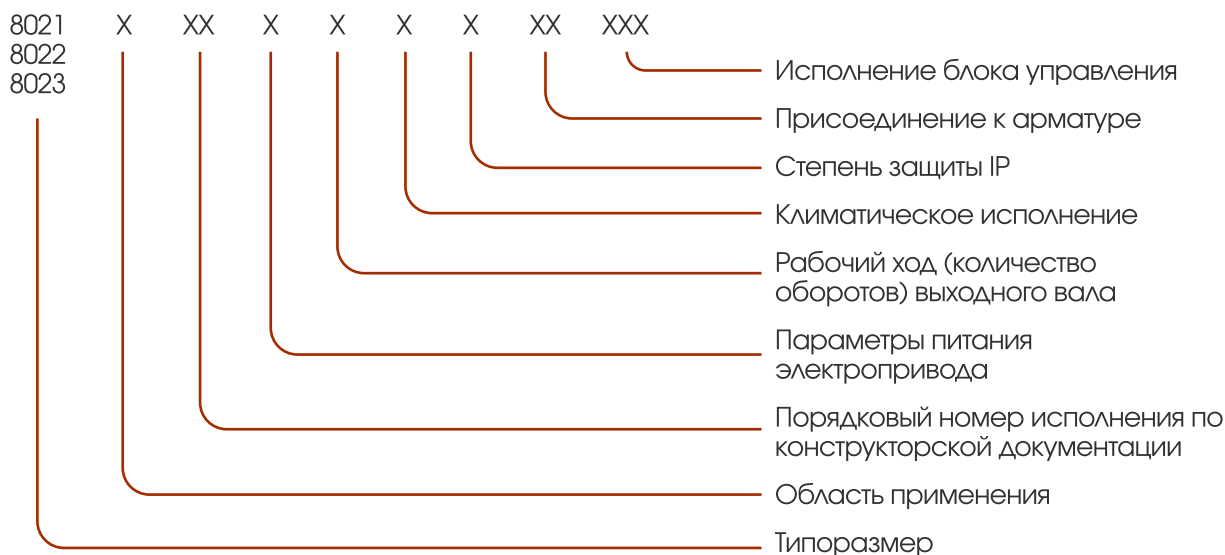 8021 X XX X X X X XX XXX
8022
8023
Исполнение блока управления
Присоединение к арматуре
Степень защиты IP
Климатическое исполнение
Рабочий ход (количество
оборотов) выходного вала
Параметры питания
электропривода
Порядковый номер исполнения по
конструкторской документации
Область применения
Типоразмер